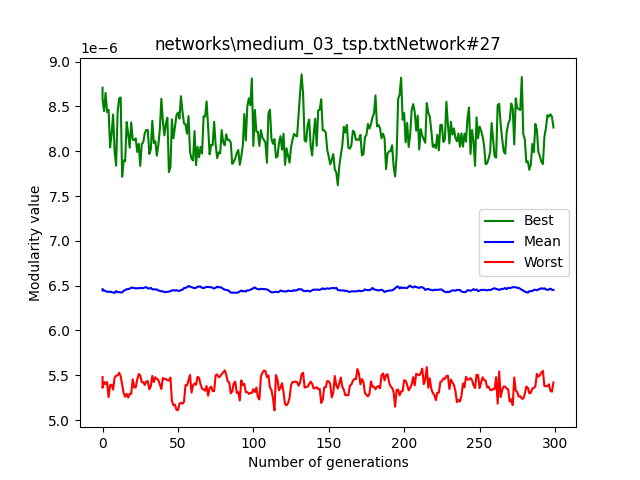 networks\medium_03_tsp.txtNetwork#27
1e−6
9.0
8.5
8.0
7.5
7.0
6.5
6.0
5.5
5.0
Modularity value
Best
Mean
Worst
0 50 100 150 200 250 300
Number of generations